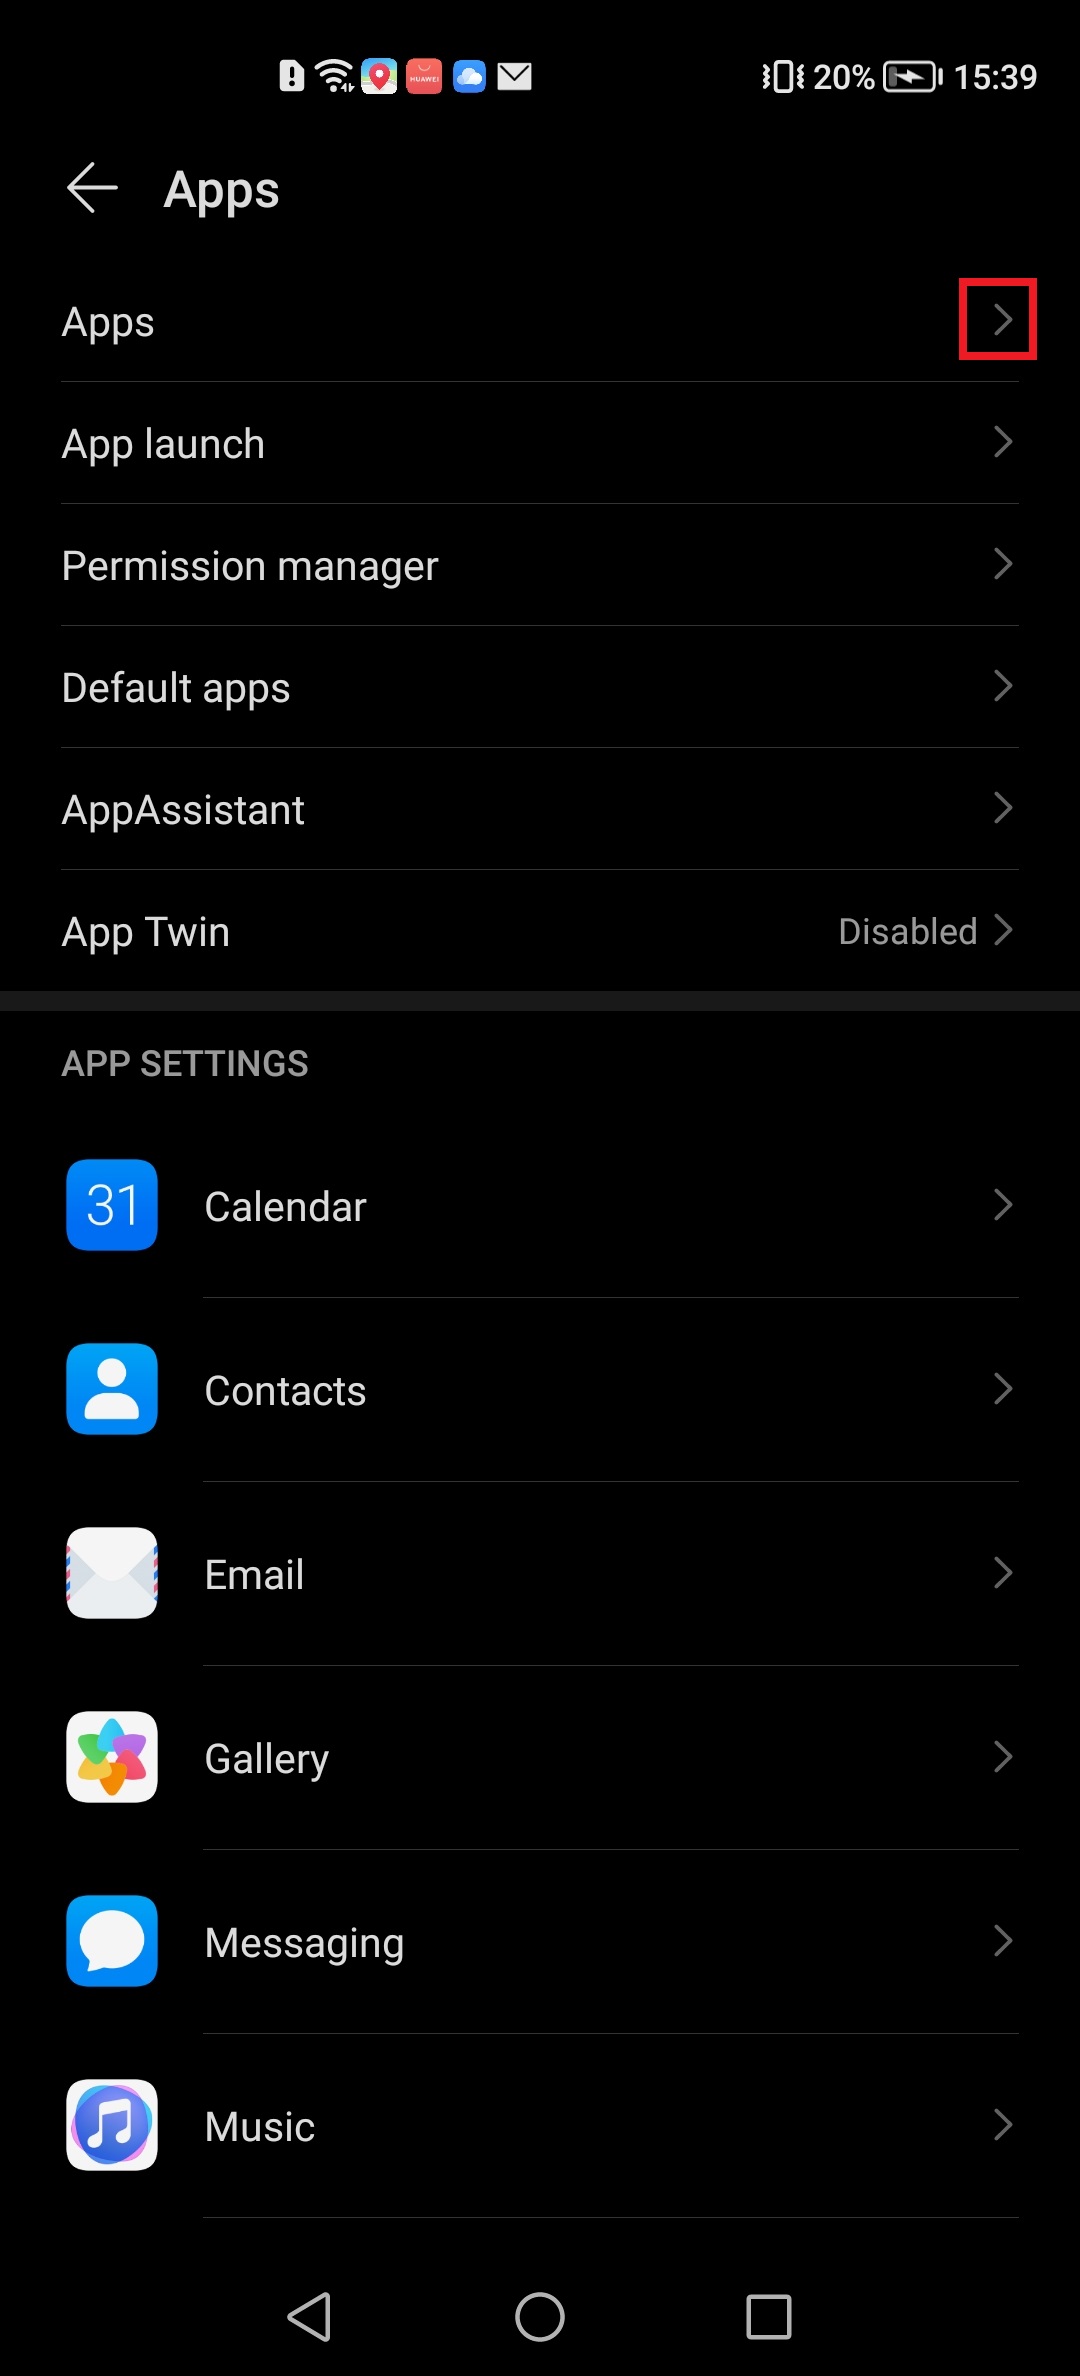 HUAWEI
20% 15:39
Apps
Apps
App launch
Permission manager
Default apps
AppAssistant
App Twin Disabled
APP SETTINGS
31 Calendar
Contacts
Email
Gallery
Messaging
Music